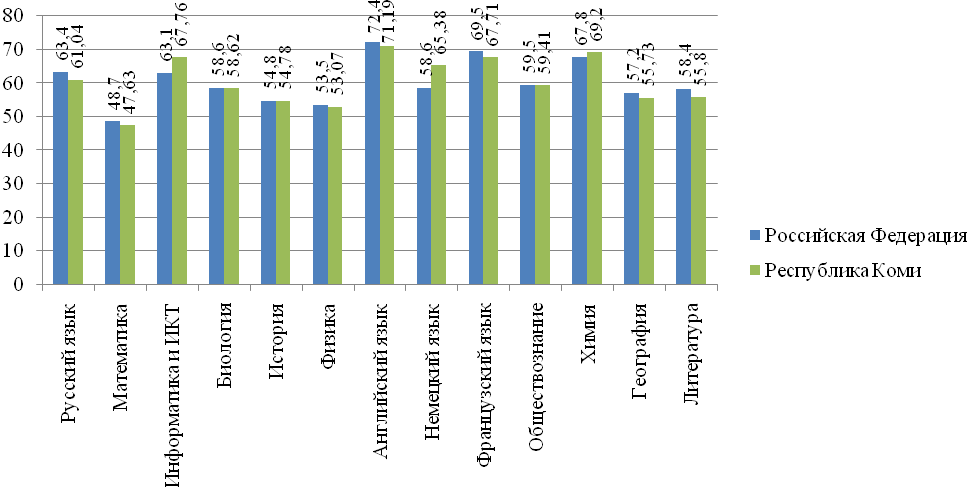 80
70
60
50
40
30
20
10
0
63,4
61,04
48,7
47,63
63,1
67,76
58,6
58,62
54,8
54,78
53,5
53,07
72,4
71,19
58,6
65,38
69,5
67,71
59,5
59,41
67,8
69,2
57,2
55,73
58,4
55,8
Русский язык
Математика
Информатика и ИКТ
Биология
История
Физика
Английский язык
Немецкий язык
Французский язык
Обществознание
Химия
География
Литература
Российская Федерация
Республика Коми